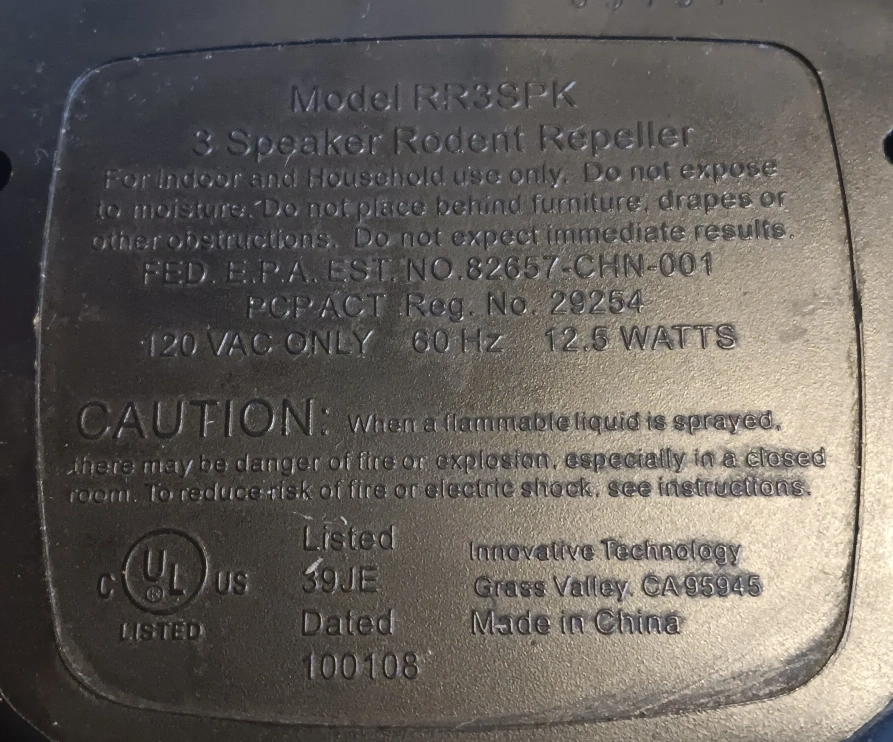 Model RR3SPK
3 Speaker Rodent Repeller
For Indoor and Household use only. Do not expose
to moisture. Do not place behind furniture, drapes or
other obstructions. Do not expect immediate results.
FED. E.P.A. EST. NO. 82657-CHN-001
PCP ACT Reg. No. 29254
120 VAC ONLY 60 Hz 12.5 WATTS
CAUTION: When a flammable liquid is sprayed,
there may be danger of fire or explosion, especially in a closed
room. To reduce risk of fire or electric shock, see instructions.
C UL ® US
LISTED
Listed
39JE
Dated
100108
Innovative Technology
Grass Valley, CA 95945
Made in China